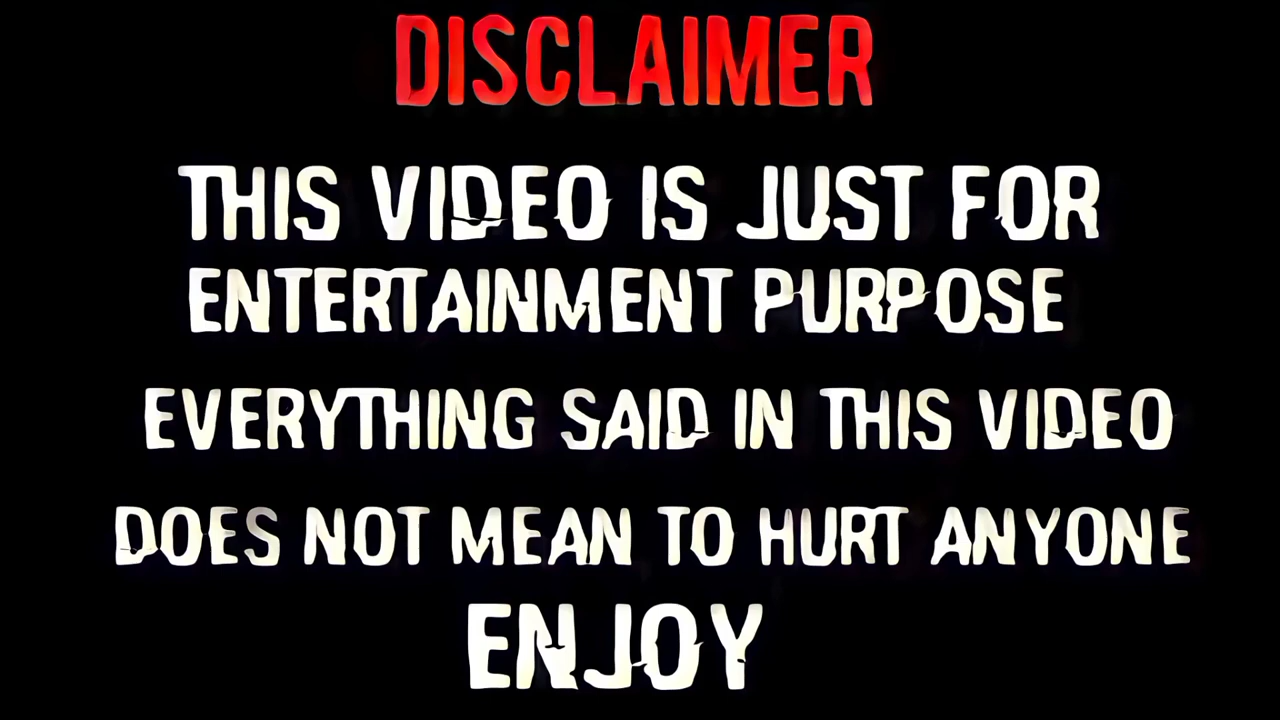 DISCLAIMER
THIS VIDEO IS JUST FOR
ENTERTAINMENT PURPOSE
EVERYTHING SAID IN THIS VIDEO
DOES NOT MEAN TO HURT ANYONE
ENJOY